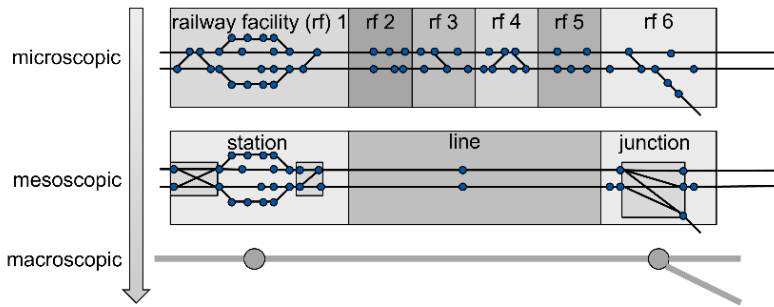 railway facility (rf) 1 rf 2 rf 3 rf 4 rf 5 rf 6
microscopic
station line junction
mesoscopic
macroscopic